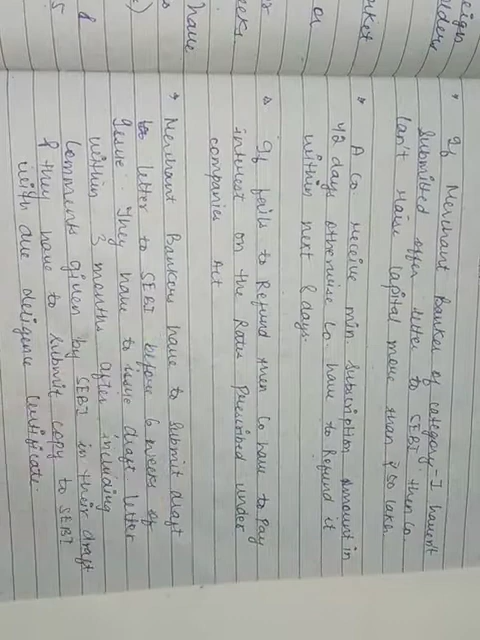 * If Merchant Banker of category-I haven't
submitted offer letter to SEBI, then co.
can't raise capital more than ₹50 lakh.
* A co. receive min. subscription amount in
42 days otherwise co. have to refund it
within next 8 days.
* If fails to Refund then co have to pay
interest on the Rates prescribed under
companies Act
* Merchant Bankers have to submit draft
letter to SEBI before 6 weeks of
issue. They have to issue draft letter
within 3 months after including
comments given by SEBI in their draft
& they have to submit copy to SEBI
with due deligence certificate.
have